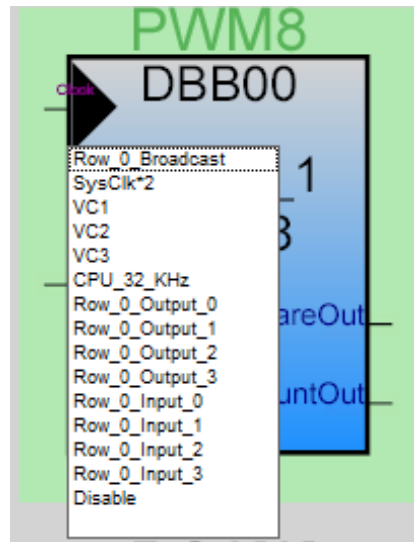 PWM8
DBB00
Clock
Row_0_Broadcast
SysClk*2
VC1
VC2
VC3
CPU_32_KHz
Row_0_Output_0
Row_0_Output_1
Row_0_Output_2
Row_0_Output_3
Row_0_Input_0
Row_0_Input_1
Row_0_Input_2
Row_0_Input_3
Disable
_1
areOut
untOut